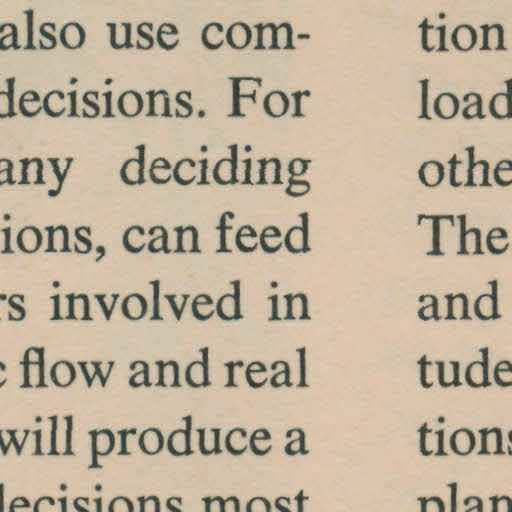 also use com-
decisions. For
any deciding
ions, can feed
rs involved in
c flow and real
will produce a
decisions most
tion
load
othe
The
and
tude
tions
plan